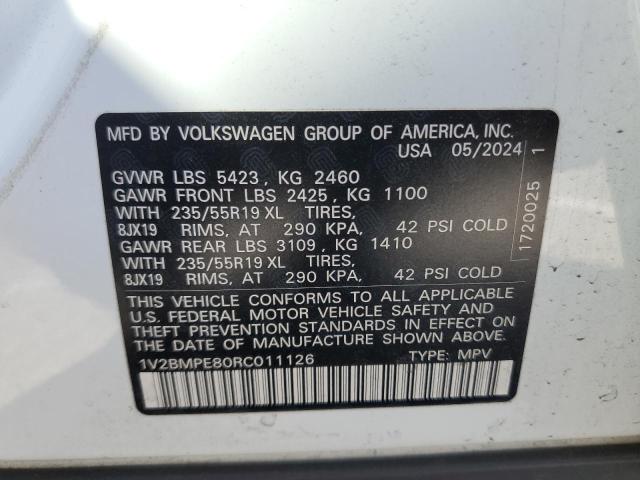 MFD BY VOLKSWAGEN GROUP OF AMERICA, INC.
USA 05/2024
GVWR LBS 5423 , KG 2460
GAWR FRONT LBS 2425 , KG 1100
WITH 235/55R19 XL TIRES,
8JX19 RIMS, AT 290 KPA, 42 PSI COLD
GAWR REAR LBS 3109 , KG 1410
WITH 235/55R19 XL TIRES,
8JX19 RIMS, AT 290 KPA, 42 PSI COLD
THIS VEHICLE CONFORMS TO ALL APPLICABLE
U.S. FEDERAL MOTOR VEHICLE SAFETY AND
THEFT PREVENTION STANDARDS IN EFFECT ON
THE DATE OF MANUFACTURE SHOWN ABOVE.
1V2BMPE80RC011126 TYPE: MPV
1720025 1